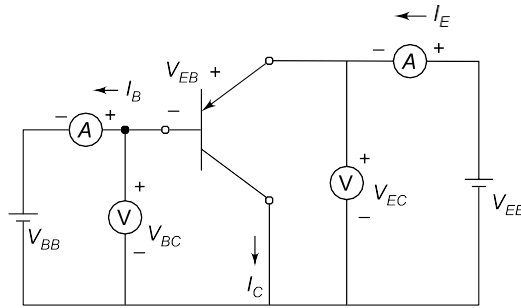 I_E
− A +
V_EB +
I_B
− A + −
+ V −
V_BC
+ V −
V_EC
V_BB
V_EE
I_C